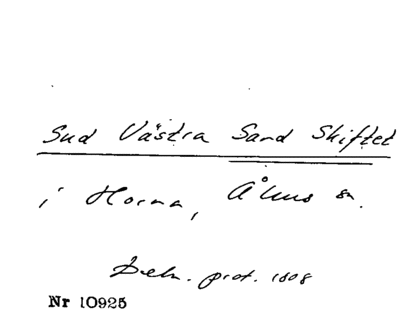 Sud Västra Sand Skiftet
i Horna, Åhus sn.
Deln. prot. 1808
Nr 10925